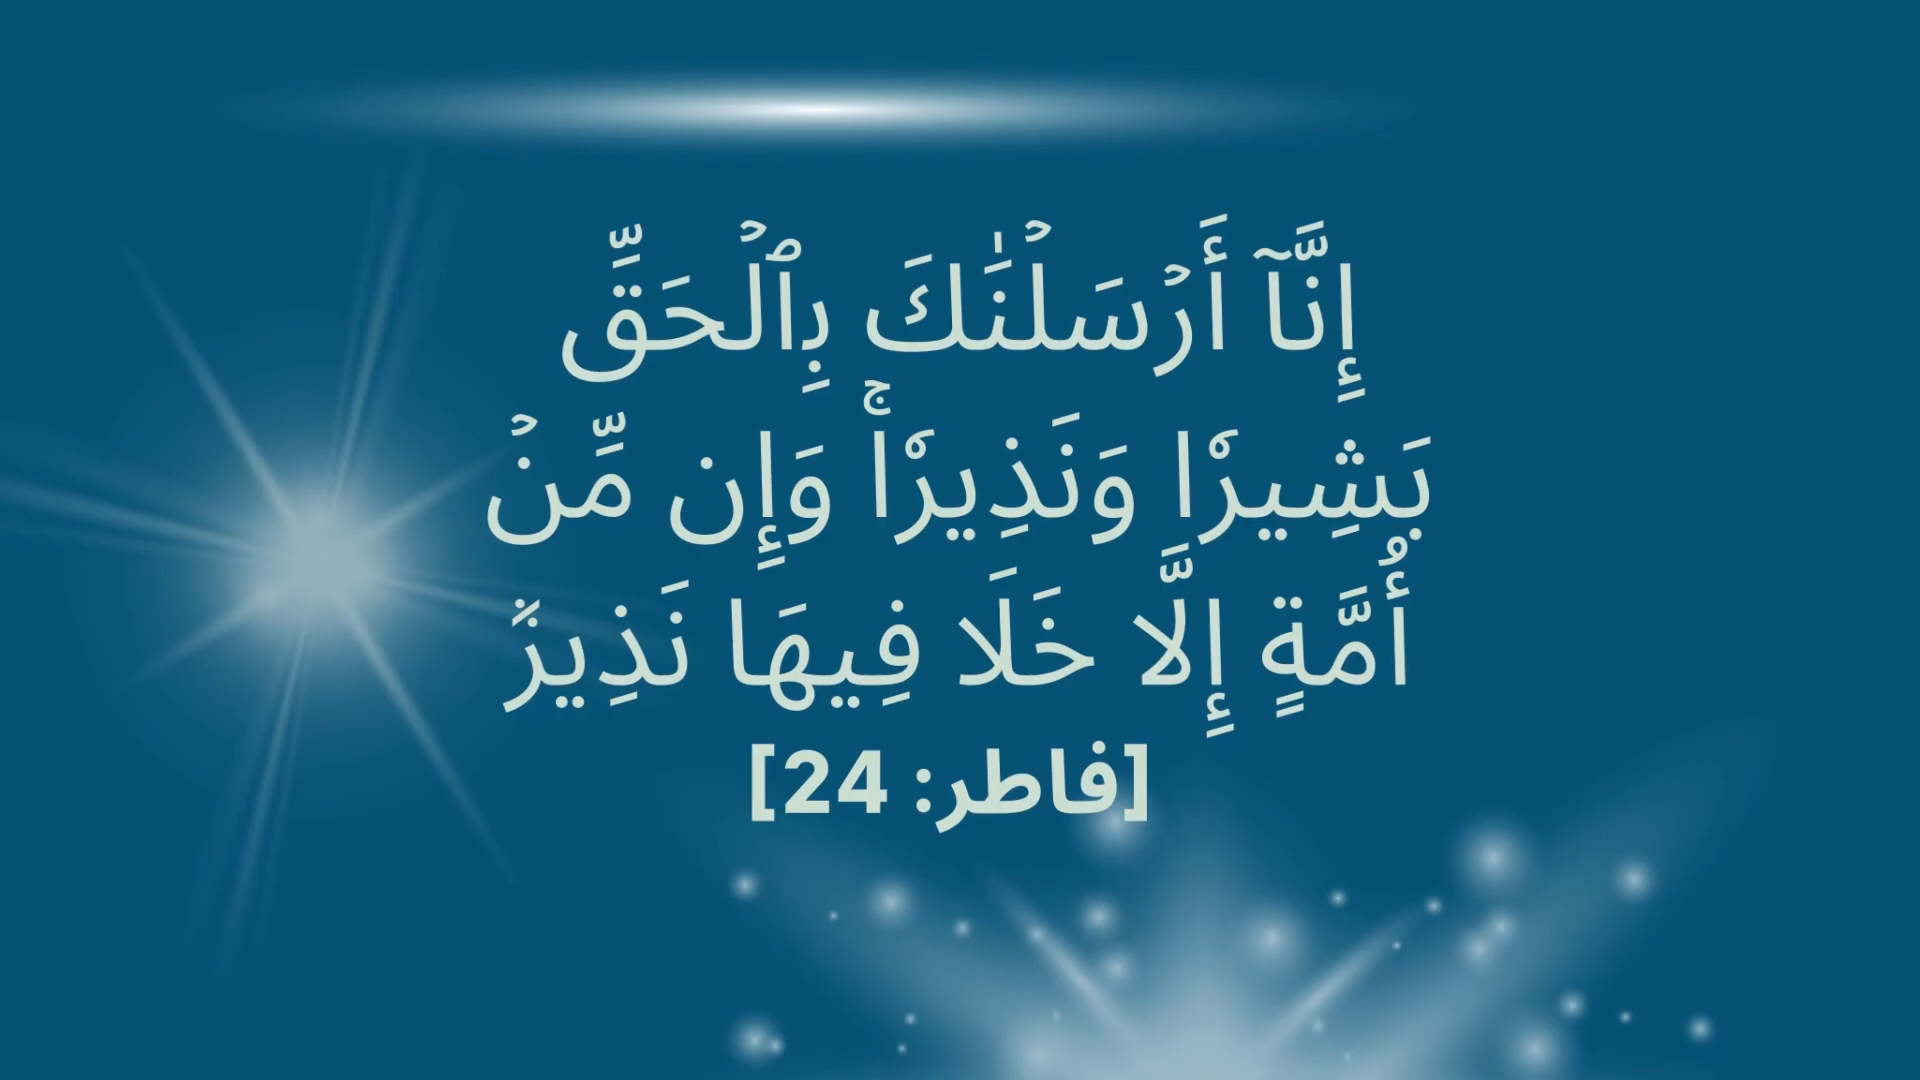 إِنَّآ أَرۡسَلۡنَٰكَ بِٱلۡحَقِّ
بَشِيرٗا وَنَذِيرٗاۚ وَإِن مِّنۡ
أُمَّةٍ إِلَّا خَلَا فِيهَا نَذِيرٞ
[فاطر: 24]